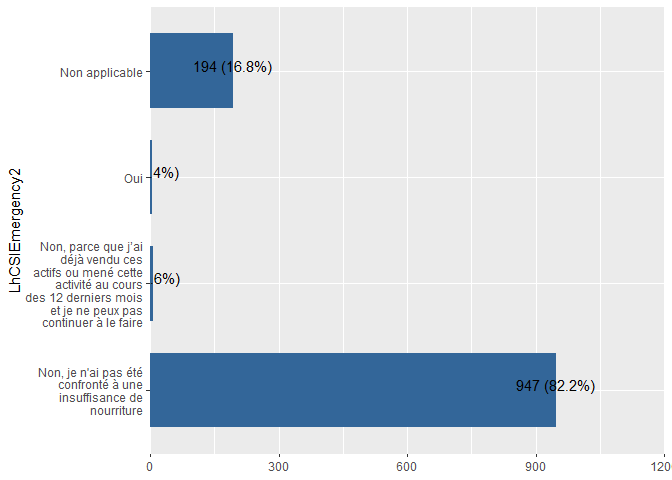 LhCSIEmergency2
Non applicable
194 (16.8%)
Oui
4%)
Non, parce que j'ai
déjà vendu ces
actifs ou mené cette
activité au cours
des 12 derniers mois
et je ne peux pas
continuer à le faire
6%)
Non, je n'ai pas été
confronté à une
insuffisance de
nourriture
947 (82.2%)
0
300
600
900
120